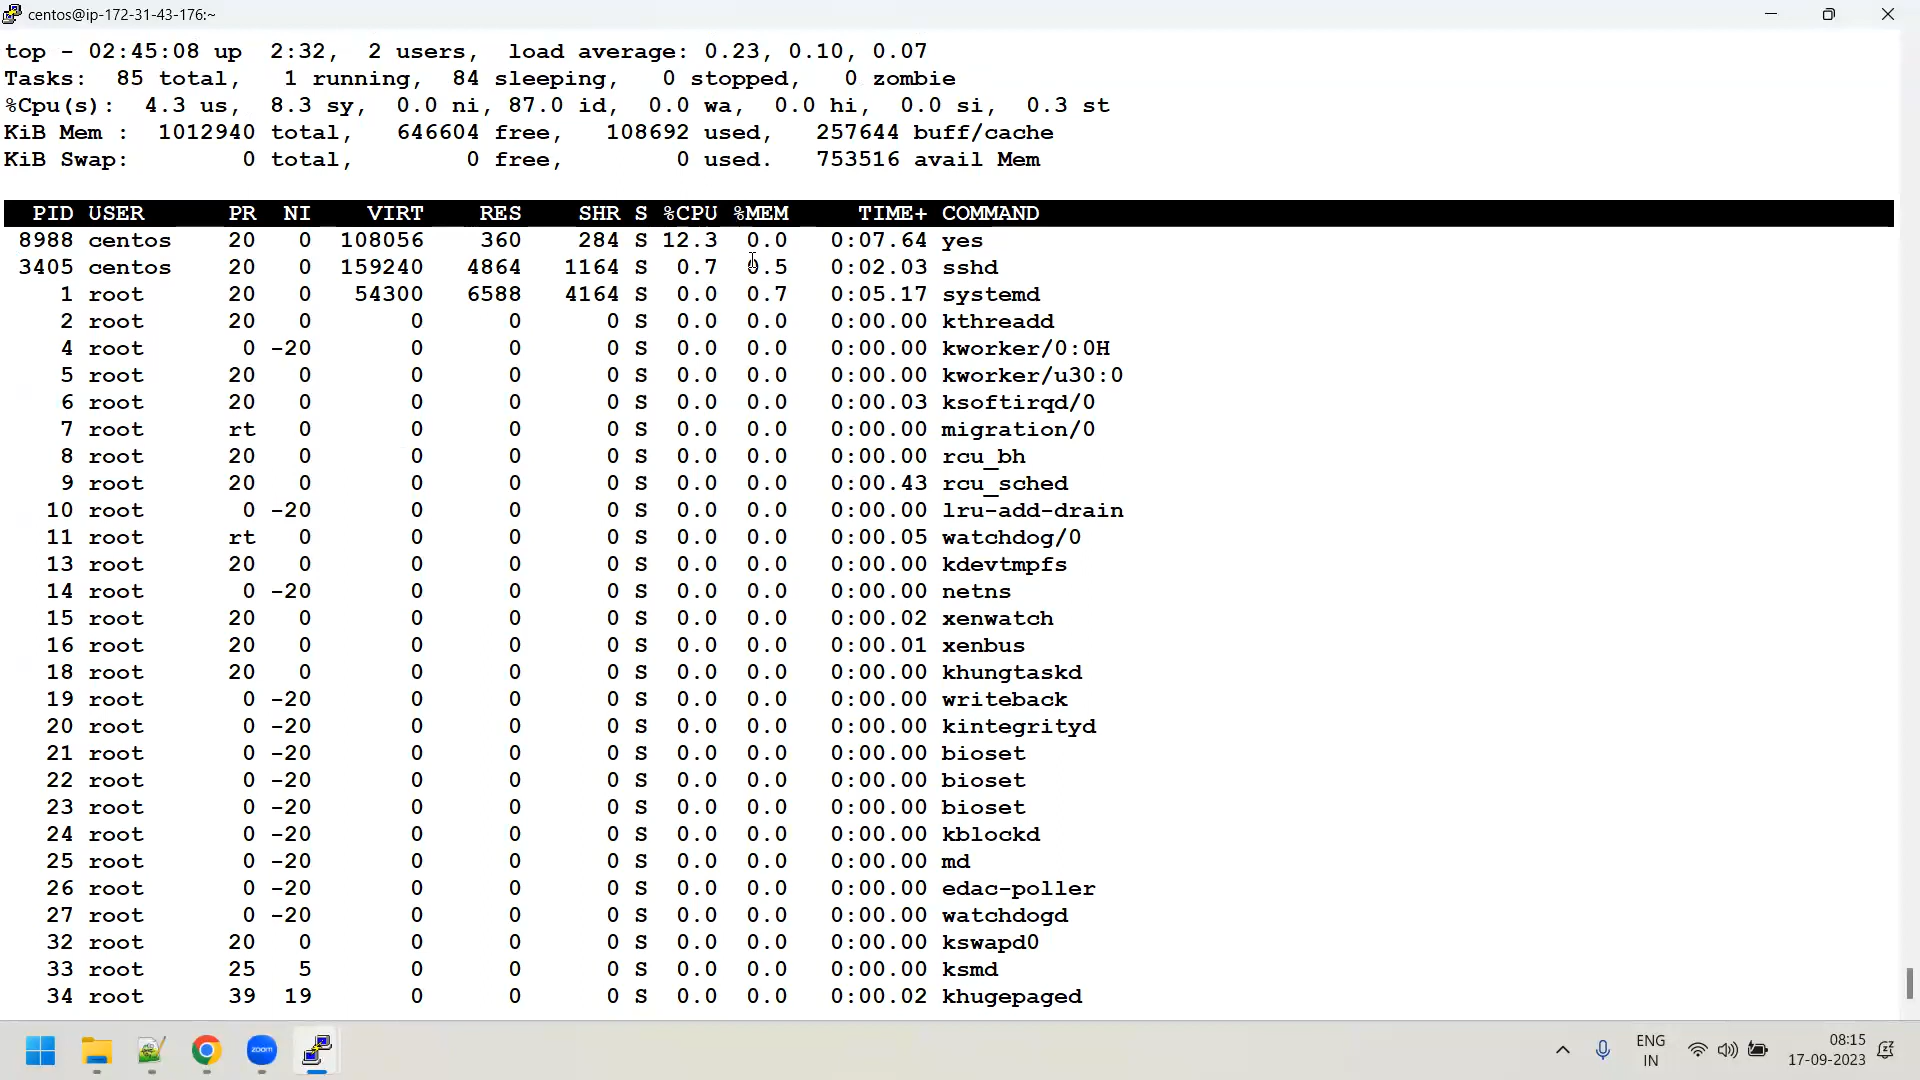 centos@ip-172-31-43-176:~
top - 02:45:08 up  2:32,  2 users,  load average: 0.23, 0.10, 0.07
Tasks:  85 total,   1 running,  84 sleeping,   0 stopped,   0 zombie
%Cpu(s):  4.3 us,  8.3 sy,  0.0 ni, 87.0 id,  0.0 wa,  0.0 hi,  0.0 si,  0.3 st
KiB Mem :  1012940 total,   646604 free,   108692 used,   257644 buff/cache
KiB Swap:        0 total,        0 free,        0 used.   753516 avail Mem
PID USER      PR  NI    VIRT    RES    SHR S %CPU %MEM     TIME+ COMMAND
8988 centos    20   0  108056    360    284 S 12.3  0.0   0:07.64 yes
3405 centos    20   0  159240   4864   1164 S  0.7  0.5   0:02.03 sshd
1 root      20   0   54300   6588   4164 S  0.0  0.7   0:05.17 systemd
2 root      20   0       0      0      0 S  0.0  0.0   0:00.00 kthreadd
4 root       0 -20       0      0      0 S  0.0  0.0   0:00.00 kworker/0:0H
5 root      20   0       0      0      0 S  0.0  0.0   0:00.00 kworker/u30:0
6 root      20   0       0      0      0 S  0.0  0.0   0:00.03 ksoftirqd/0
7 root      rt   0       0      0      0 S  0.0  0.0   0:00.00 migration/0
8 root      20   0       0      0      0 S  0.0  0.0   0:00.00 rcu_bh
9 root      20   0       0      0      0 S  0.0  0.0   0:00.43 rcu_sched
10 root       0 -20       0      0      0 S  0.0  0.0   0:00.00 lru-add-drain
11 root      rt   0       0      0      0 S  0.0  0.0   0:00.05 watchdog/0
13 root      20   0       0      0      0 S  0.0  0.0   0:00.00 kdevtmpfs
14 root       0 -20       0      0      0 S  0.0  0.0   0:00.00 netns
15 root      20   0       0      0      0 S  0.0  0.0   0:00.02 xenwatch
16 root      20   0       0      0      0 S  0.0  0.0   0:00.01 xenbus
18 root      20   0       0      0      0 S  0.0  0.0   0:00.00 khungtaskd
19 root       0 -20       0      0      0 S  0.0  0.0   0:00.00 writeback
20 root       0 -20       0      0      0 S  0.0  0.0   0:00.00 kintegrityd
21 root       0 -20       0      0      0 S  0.0  0.0   0:00.00 bioset
22 root       0 -20       0      0      0 S  0.0  0.0   0:00.00 bioset
23 root       0 -20       0      0      0 S  0.0  0.0   0:00.00 bioset
24 root       0 -20       0      0      0 S  0.0  0.0   0:00.00 kblockd
25 root       0 -20       0      0      0 S  0.0  0.0   0:00.00 md
26 root       0 -20       0      0      0 S  0.0  0.0   0:00.00 edac-poller
27 root       0 -20       0      0      0 S  0.0  0.0   0:00.00 watchdogd
32 root      20   0       0      0      0 S  0.0  0.0   0:00.00 kswapd0
33 root      25   5       0      0      0 S  0.0  0.0   0:00.00 ksmd
34 root      39  19       0      0      0 S  0.0  0.0   0:00.02 khugepaged
zoom
ENG
IN
08:15
17-09-2023